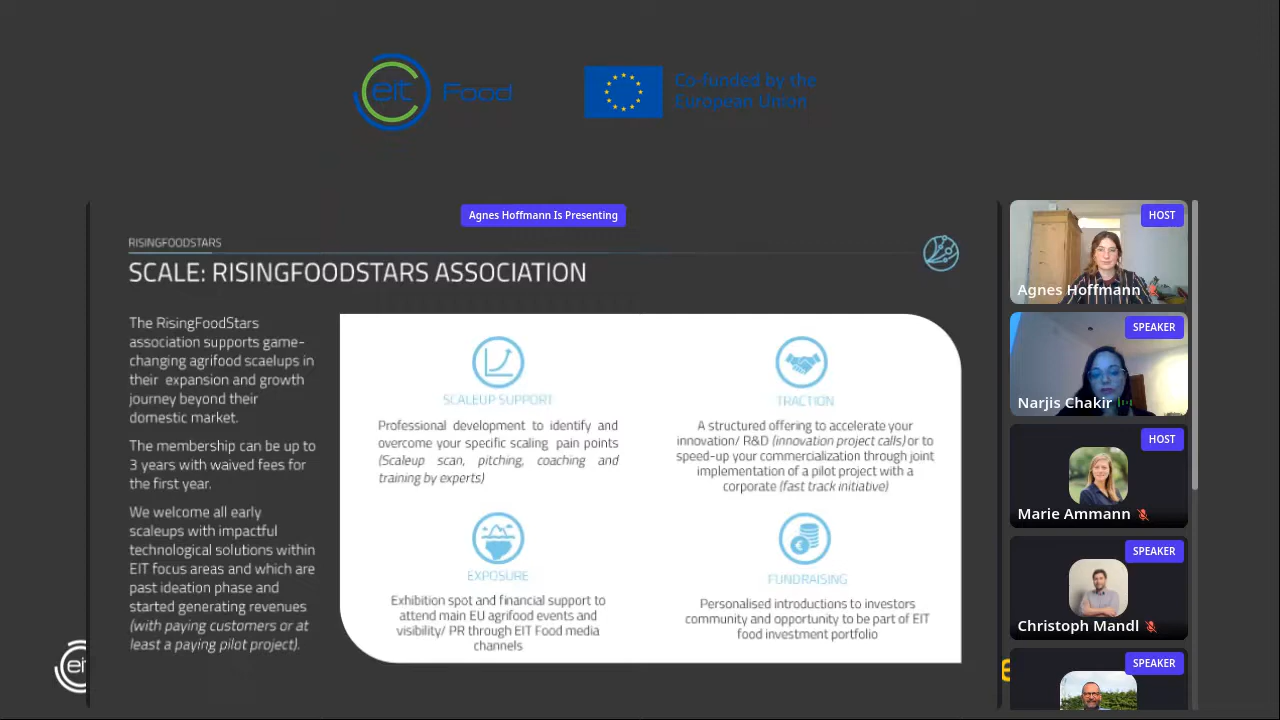 eit Food
Co-funded by the
European Union
Agnes Hoffmann Is Presenting
RISINGFOODSTARS
SCALE: RISINGFOODSTARS ASSOCIATION
The RisingFoodStars
association supports game-
changing agrifood scaelups in
their expansion and growth
journey beyond their
domestic market.
The membership can be up to
3 years with waived fees for
the first year.
We welcome all early
scaleups with impactful
technological solutions within
EIT focus areas and which are
past ideation phase and
started generating revenues
(with paying customers or at
least a paying pilot project).
SCALEUP SUPPORT
Professional development to identify and
overcome your specific scaling pain points
(Scaleup scan, pitching, coaching and
training by experts)
TRACTION
A structured offering to accelerate your
innovation/ R&D (innovation project calls) or to
speed-up your commercialization through joint
implementation of a pilot project with a
corporate (fast track initiative)
EXPOSURE
Exhibition spot and financial support to
attend main EU agrifood events and
visibility/ PR through EIT Food media
channels
FUNDRAISING
Personalised introductions to investors
community and opportunity to be part of EIT
food investment portfolio
HOST
Agnes Hoffmann
SPEAKER
Narjis Chakir
HOST
Marie Ammann
SPEAKER
Christoph Mandl
SPEAKER
eit